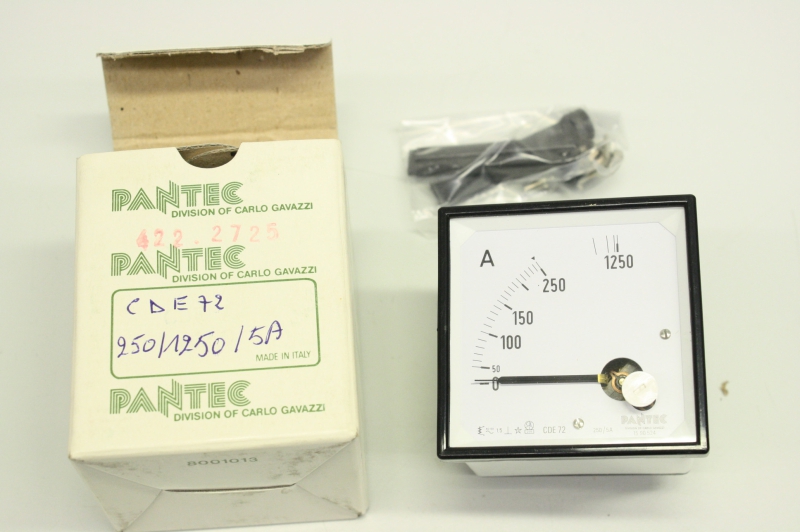 PANTEC
DIVISION OF CARLO GAVAZZI
422.2725
PANTEC
DIVISION OF CARLO GAVAZZI
CDE72
250/1250/5A
MADE IN ITALY
PANTEC
DIVISION OF CARLO GAVAZZI
8001013
A
1250
250
150
100
50
0
CDE 72
PANTEC